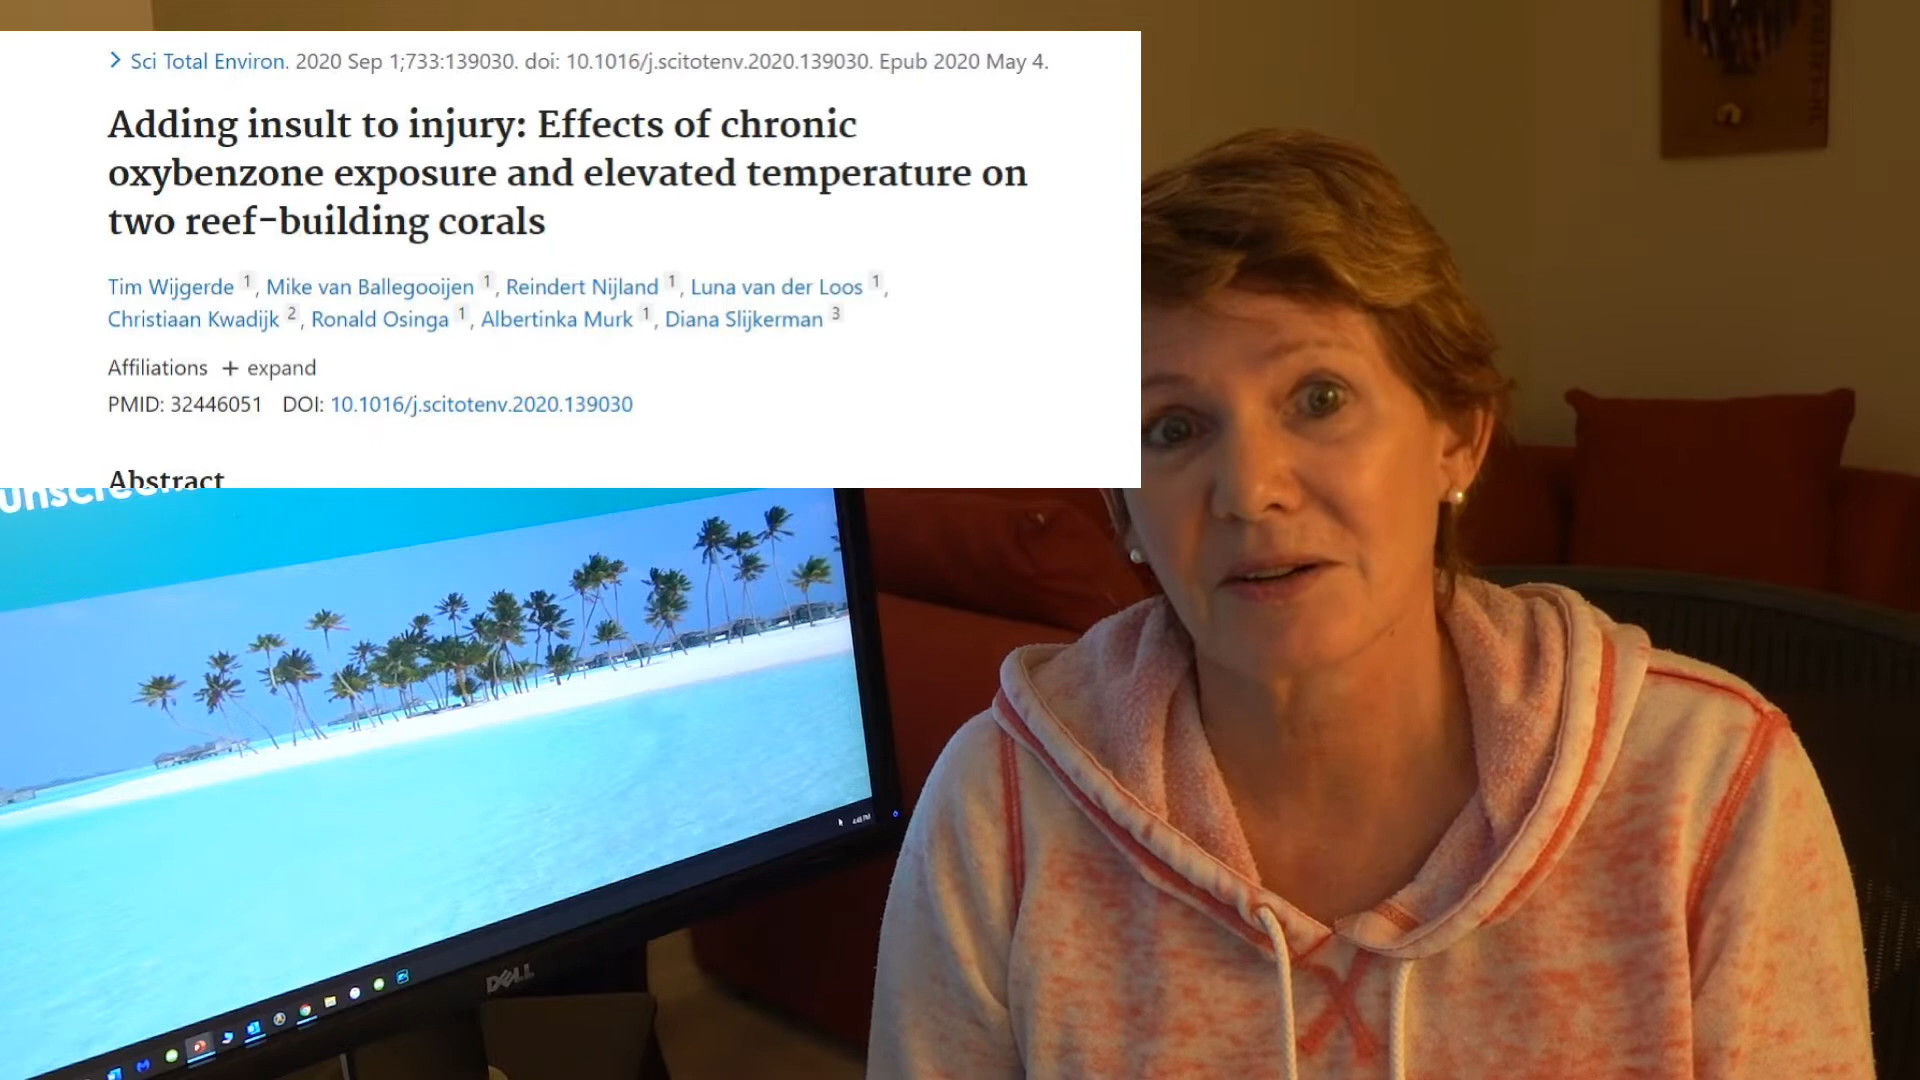 Sci Total Environ. 2020 Sep 1;733:139030. doi: 10.1016/j.scitotenv.2020.139030. Epub 2020 May 4.
Adding insult to injury: Effects of chronic
oxybenzone exposure and elevated temperature on
two reef-building corals
Tim Wijgerde 1, Mike van Ballegooijen 1, Reindert Nijland 1, Luna van der Loos 1,
Christiaan Kwadijk 2, Ronald Osinga 1, Albertinka Murk 1, Diana Slijkerman 3
Affiliations + expand
PMID: 32446051 DOI: 10.1016/j.scitotenv.2020.139030
Abstract
4:48 PM
DELL